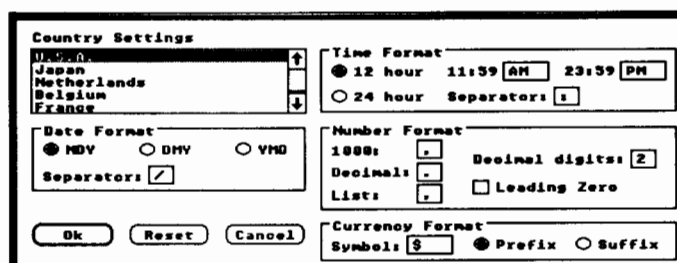 Country Settings
U.S.A.
Japan
Netherlands
Belgium
France
Time Format
12 hour 11:59 AM 23:59 PM
24 hour Separator: :
Date Format
MDY DMY YMD
Separator: /
Number Format
1000: ,
Decimal: .
List: ,
Decimal digits: 2
Leading Zero
Ok Reset Cancel
Currency Format
Symbol: $ Prefix Suffix